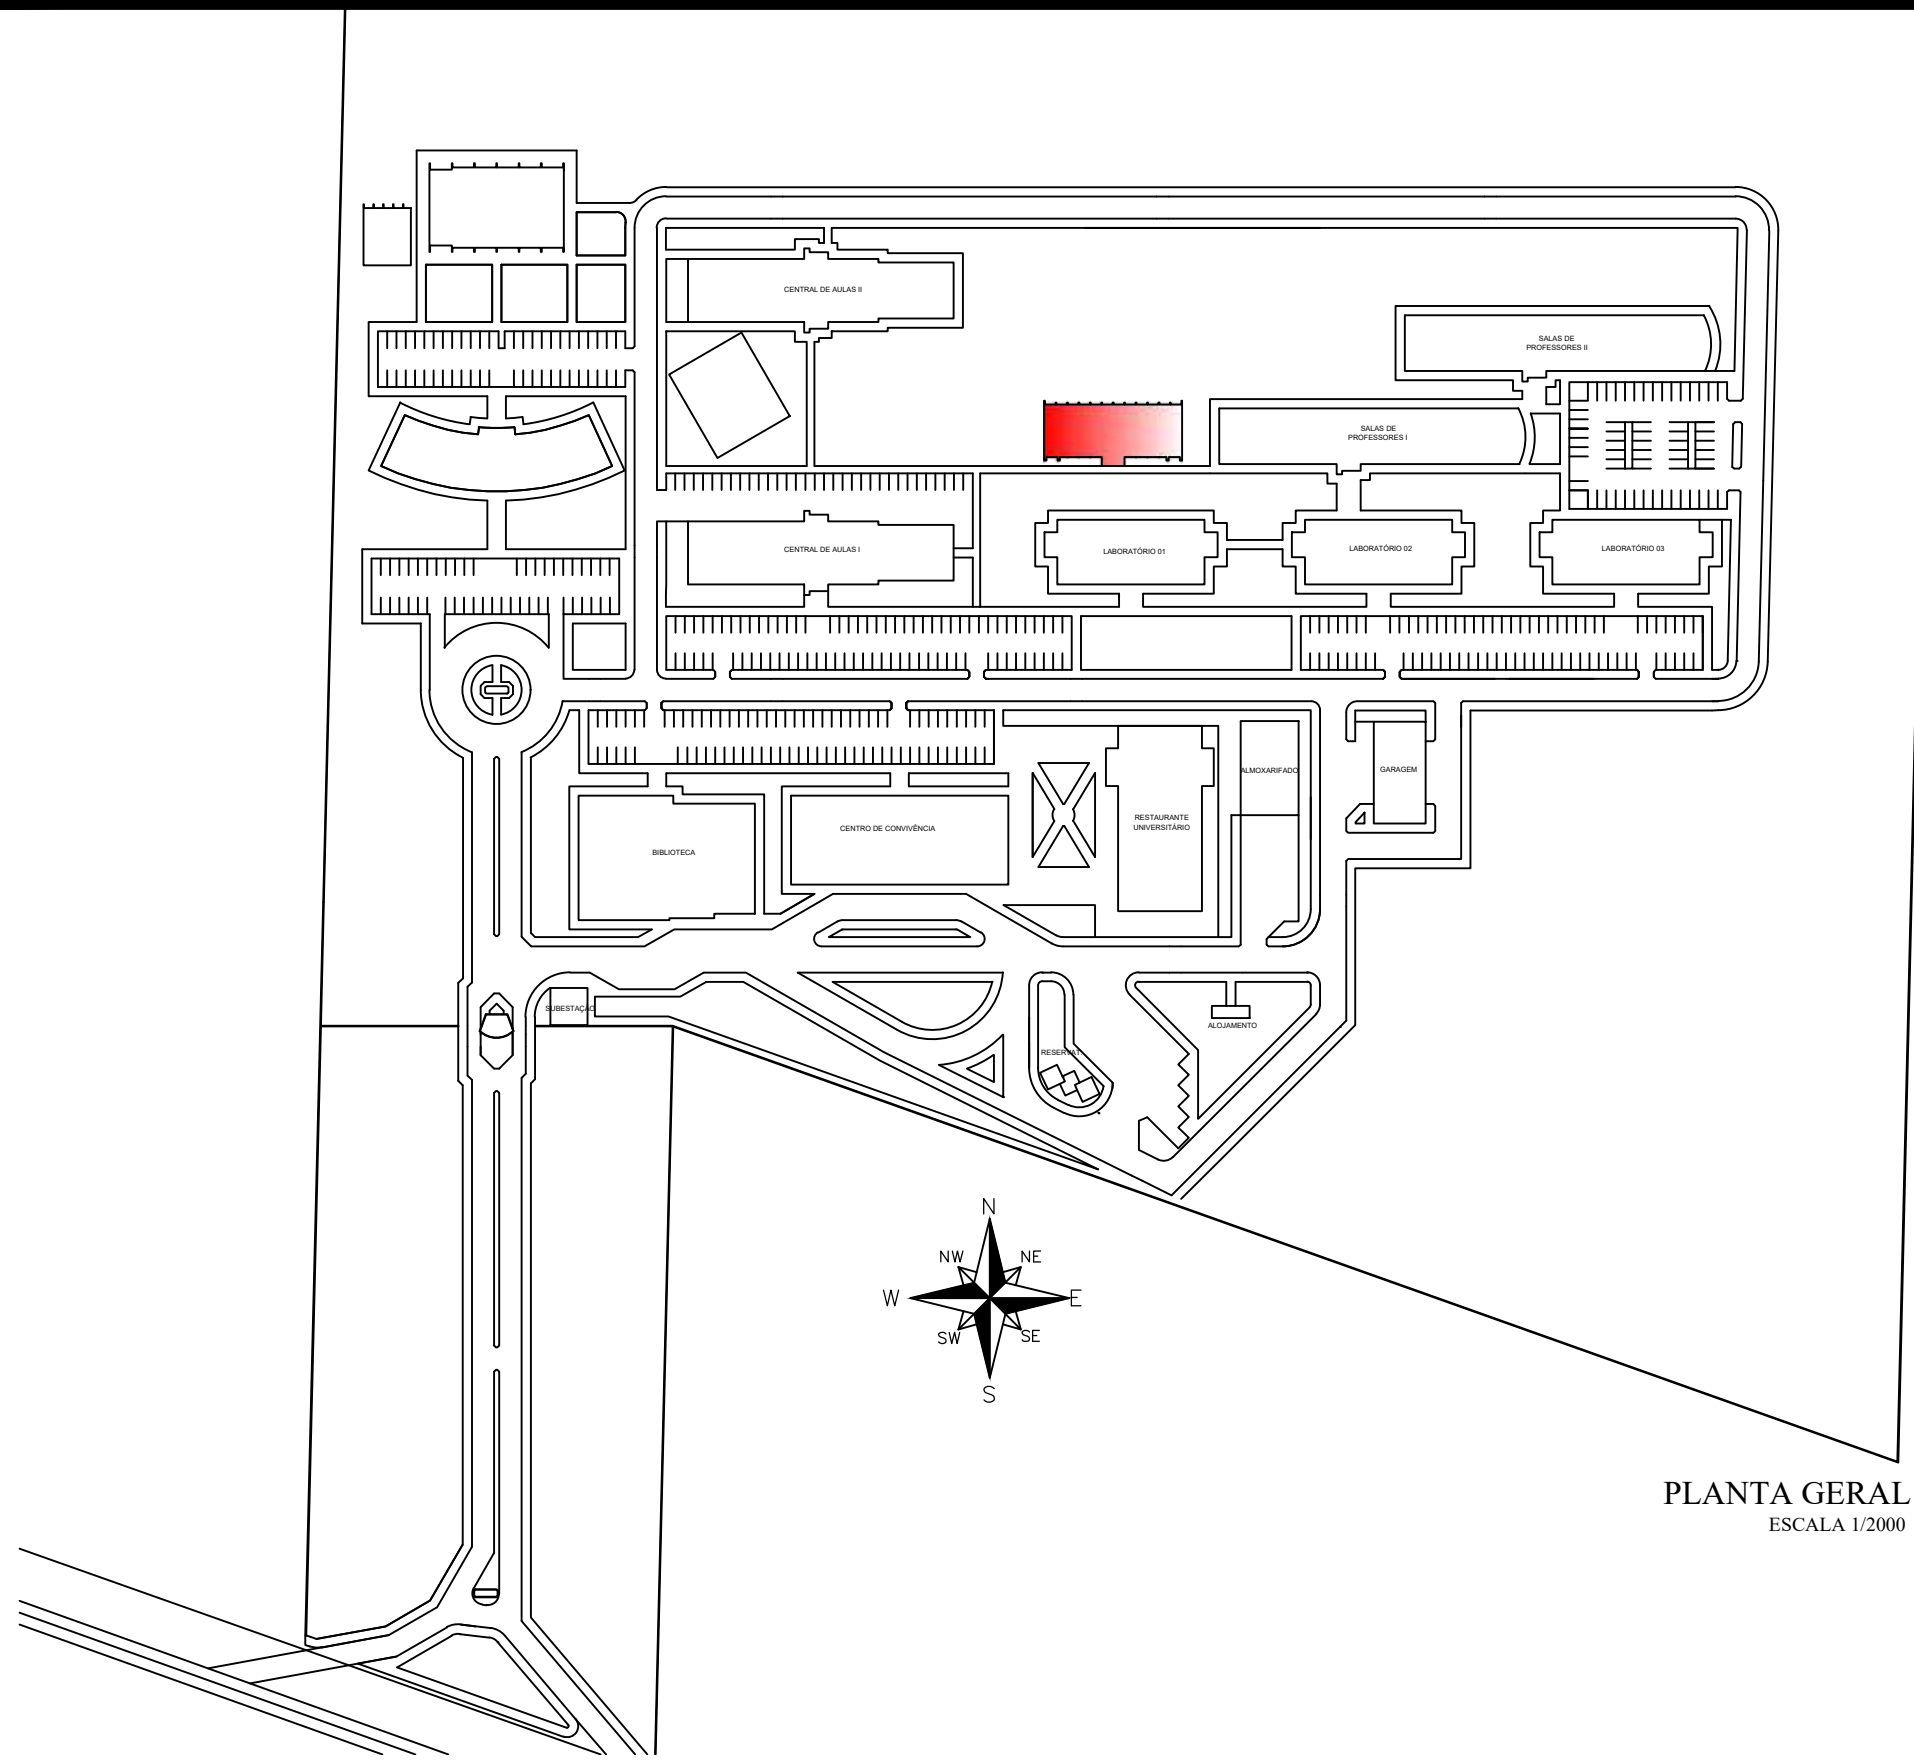 CENTRAL DE AULAS II
SALAS DE
PROFESSORES II
SALAS DE
PROFESSORES I
CENTRAL DE AULAS I
LABORATÓRIO 01
LABORATÓRIO 02
LABORATÓRIO 03
ALMOXARIFADO
GARAGEM
RESTAURANTE
UNIVERSITÁRIO
CENTRO DE CONVIVÊNCIA
BIBLIOTECA
SUBESTAÇÃO
ALOJAMENTO
RESERVAT.
N
NW
NE
W
E
SW
SE
S
PLANTA GERAL
ESCALA 1/2000